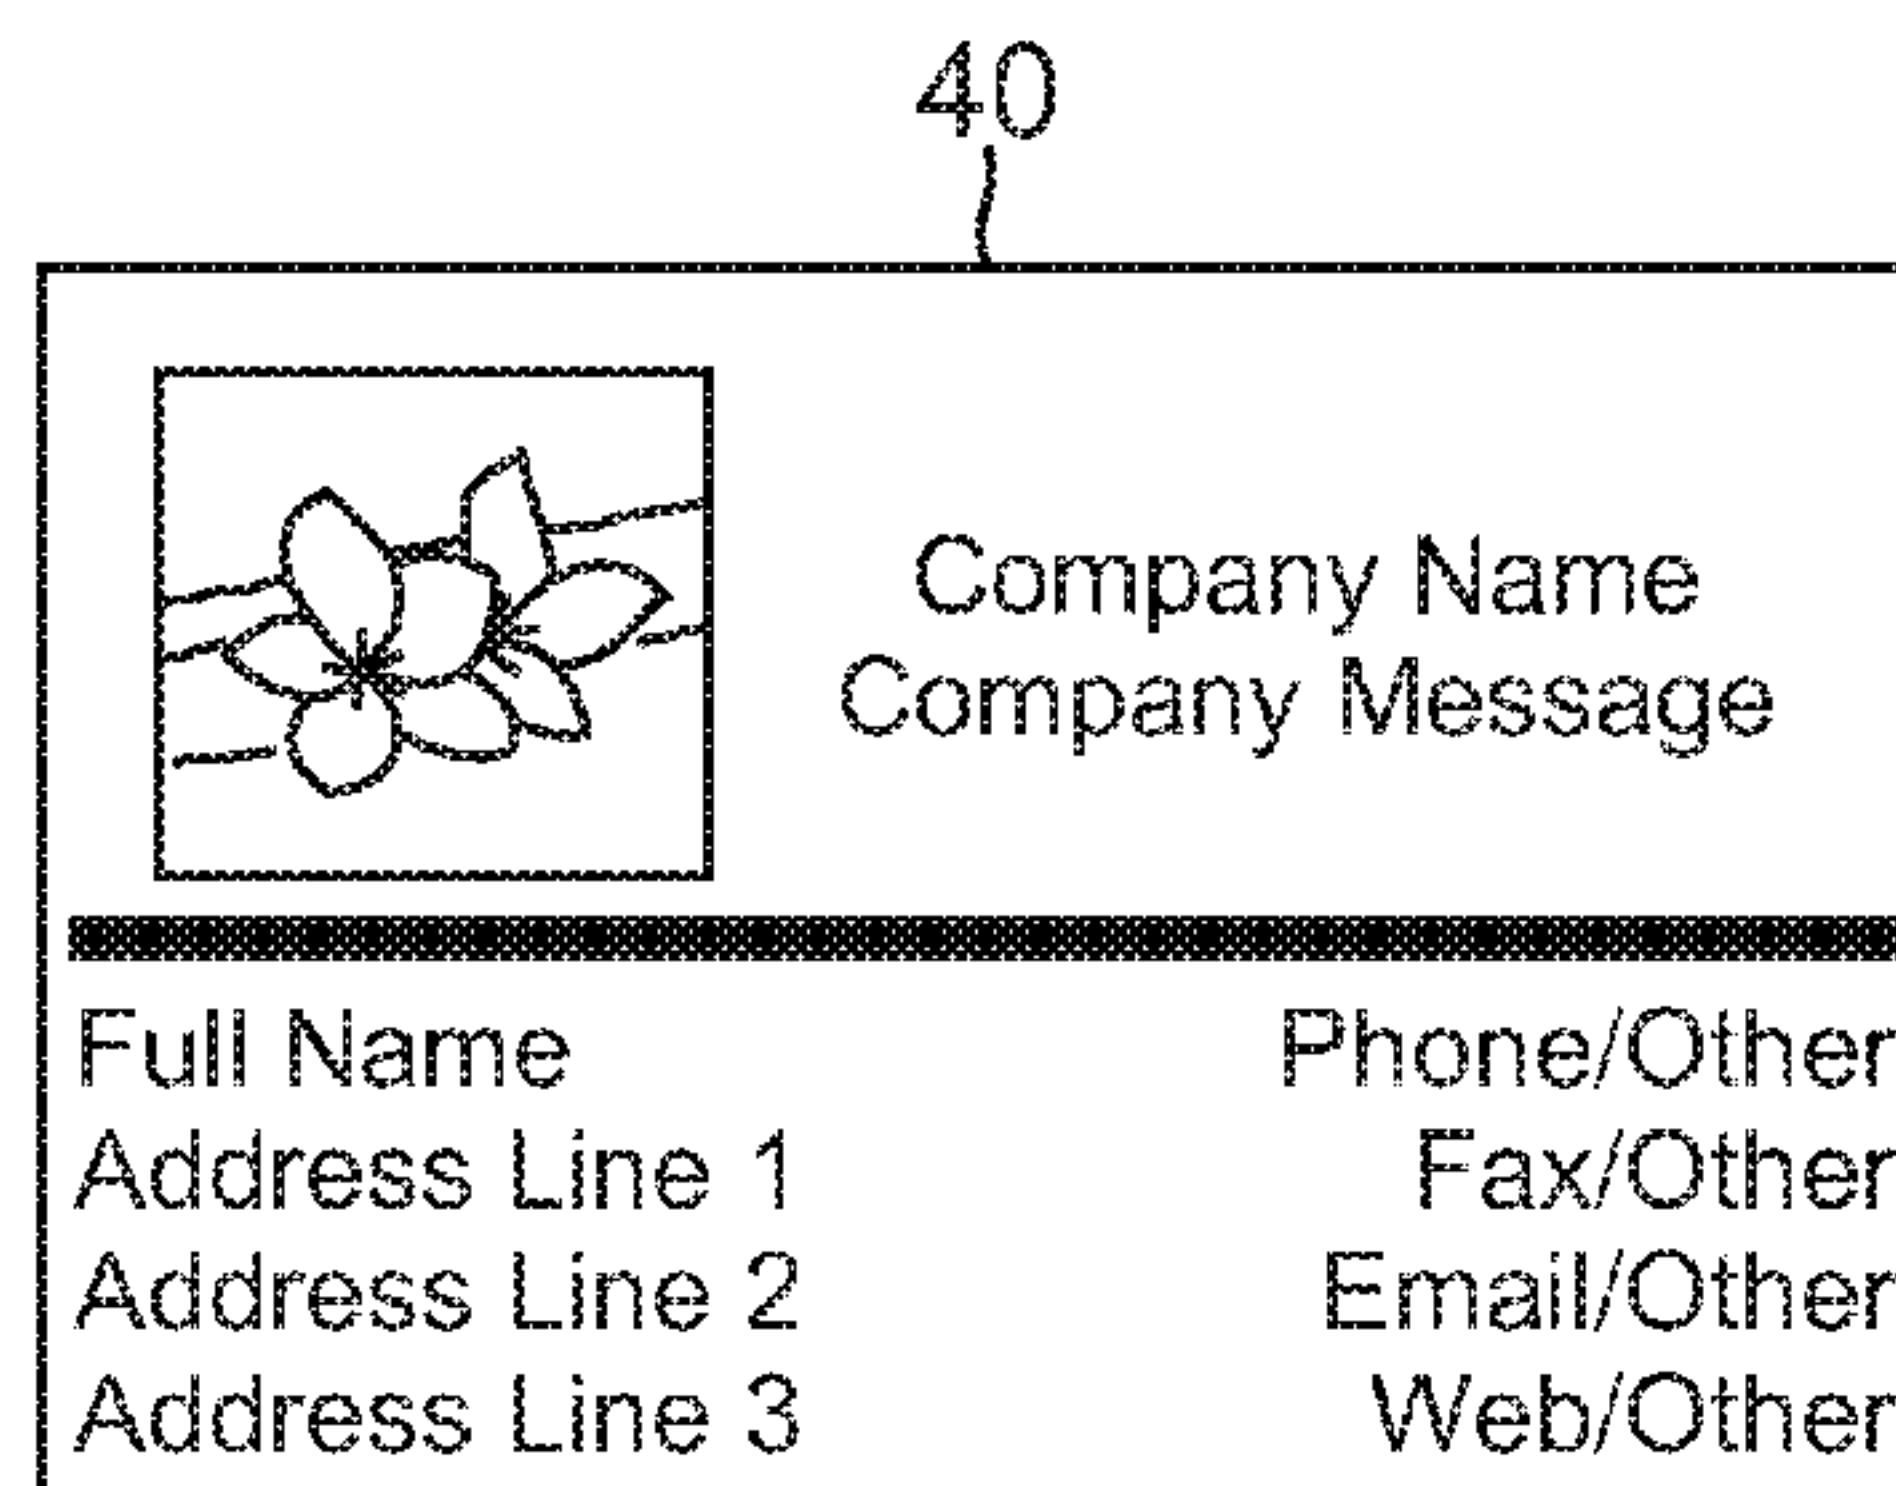 40
Company Name
Company Message
Full Name
Address Line 1
Address Line 2
Address Line 3
Phone/Other
Fax/Other
Email/Other
Web/Other